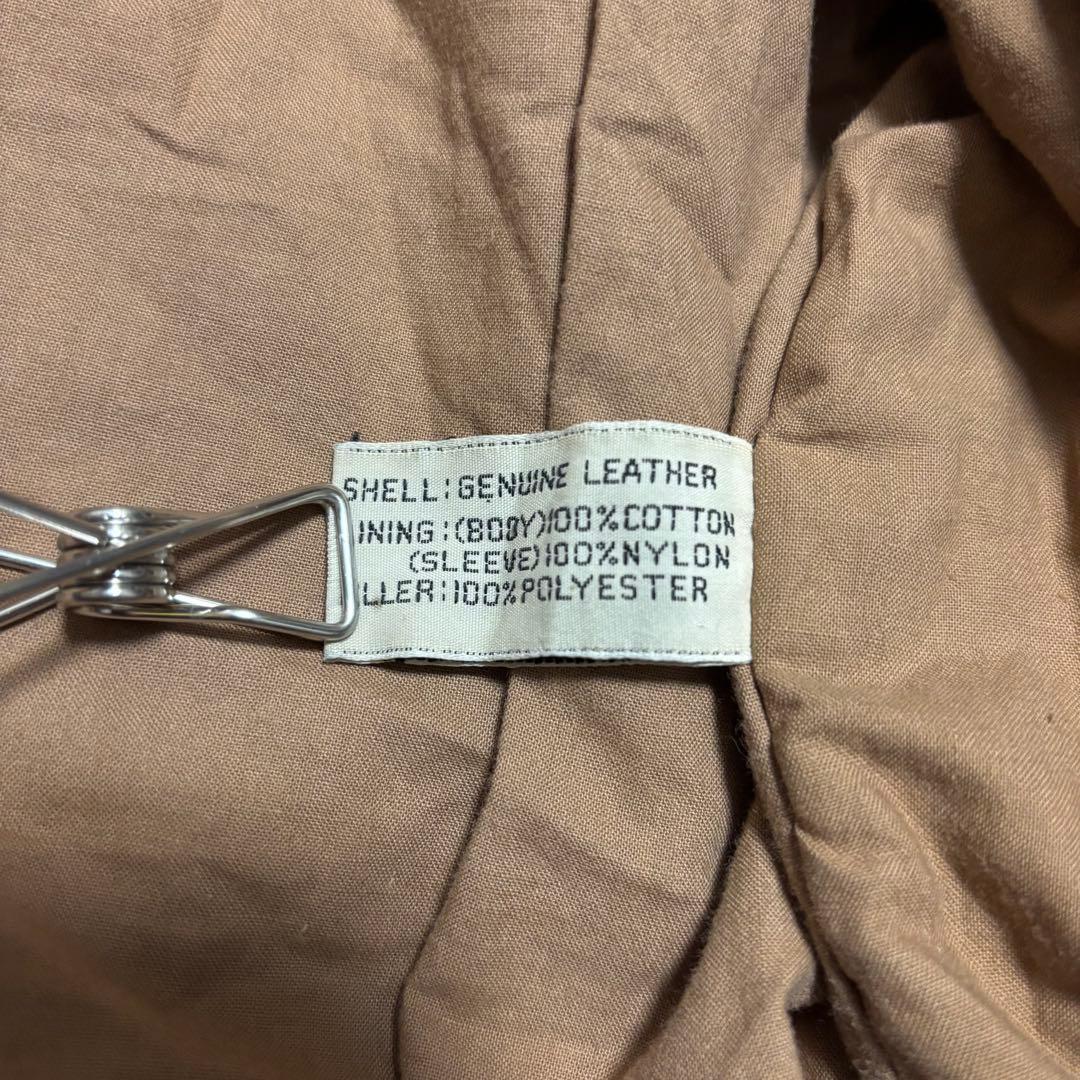 SHELL:GENUINE LEATHER
INING:(BODY)100%COTTON
(SLEEVE)100%NYLON
LLER:100%POLYESTER